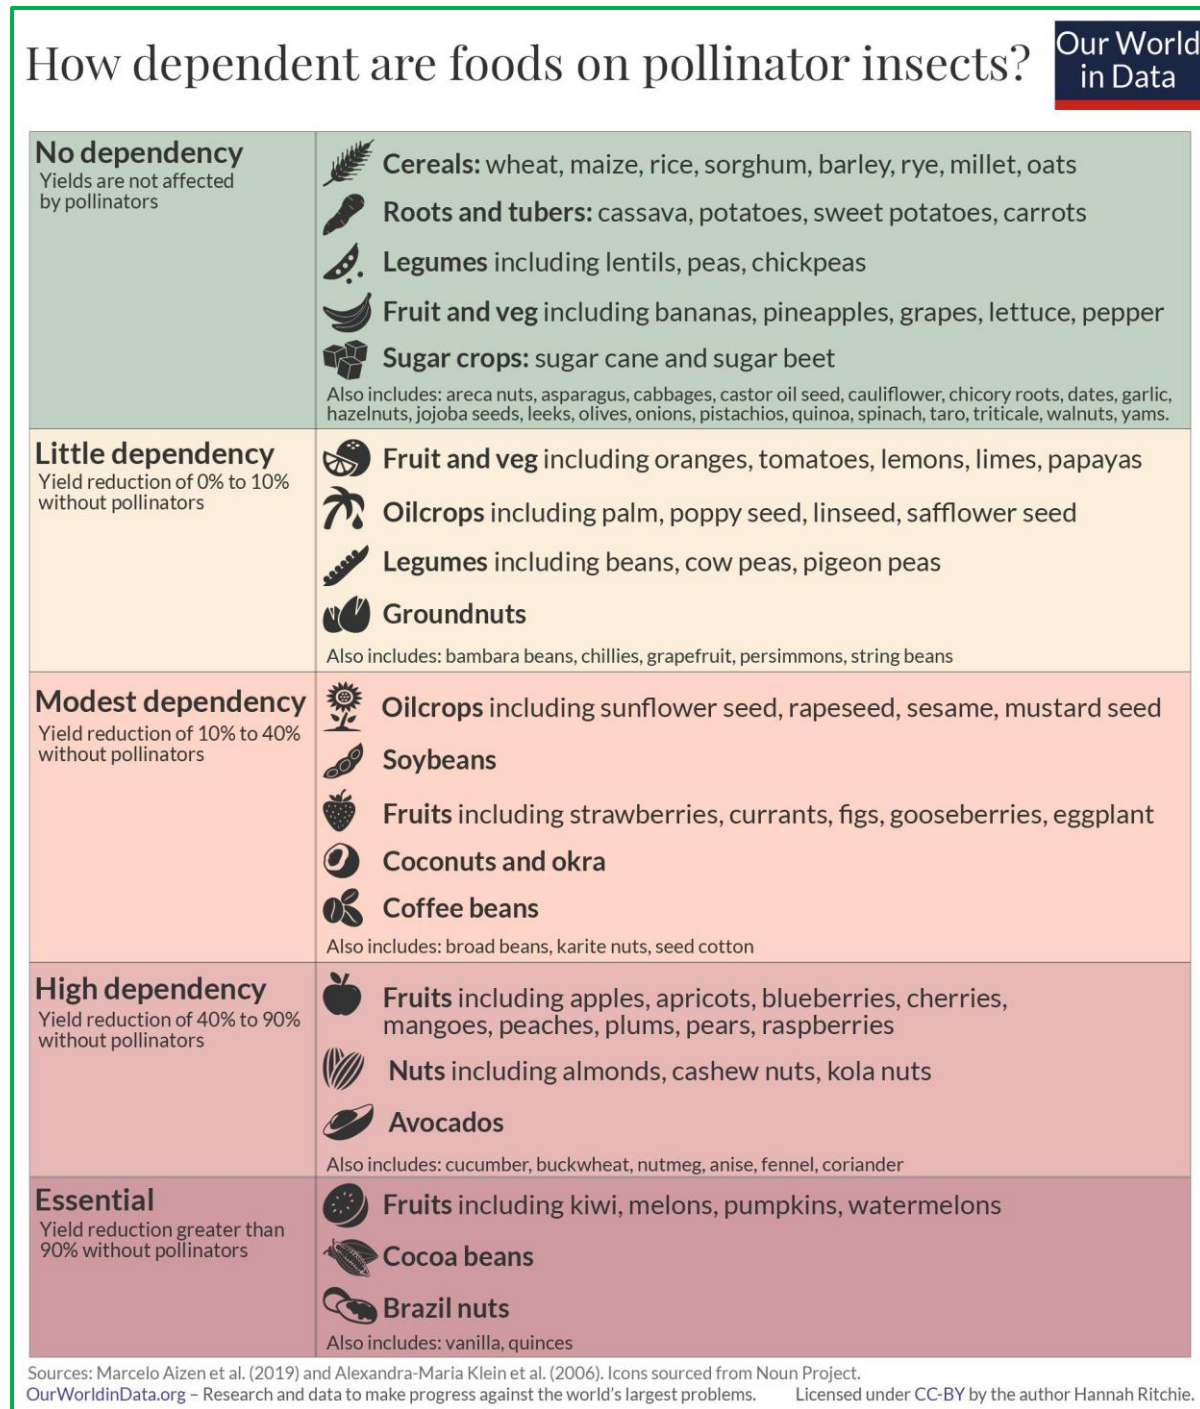 How dependent are foods on pollinator insects?
Our World
in Data
No dependency
Yields are not affected
by pollinators
Cereals: wheat, maize, rice, sorghum, barley, rye, millet, oats
Roots and tubers: cassava, potatoes, sweet potatoes, carrots
Legumes including lentils, peas, chickpeas
Fruit and veg including bananas, pineapples, grapes, lettuce, pepper
Sugar crops: sugar cane and sugar beet
Also includes: areca nuts, asparagus, cabbages, castor oil seed, cauliflower, chicory roots, dates, garlic,
hazelnuts, jojoba seeds, leeks, olives, onions, pistachios, quinoa, spinach, taro, triticale, walnuts, yams.
Little dependency
Yield reduction of 0% to 10%
without pollinators
Fruit and veg including oranges, tomatoes, lemons, limes, papayas
Oilcrops including palm, poppy seed, linseed, safflower seed
Legumes including beans, cow peas, pigeon peas
Groundnuts
Also includes: bambara beans, chillies, grapefruit, persimmons, string beans
Modest dependency
Yield reduction of 10% to 40%
without pollinators
Oilcrops including sunflower seed, rapeseed, sesame, mustard seed
Soybeans
Fruits including strawberries, currants, figs, gooseberries, eggplant
Coconuts and okra
Coffee beans
Also includes: broad beans, karite nuts, seed cotton
High dependency
Yield reduction of 40% to 90%
without pollinators
Fruits including apples, apricots, blueberries, cherries,
mangoes, peaches, plums, pears, raspberries
Nuts including almonds, cashew nuts, kola nuts
Avocados
Also includes: cucumber, buckwheat, nutmeg, anise, fennel, coriander
Essential
Yield reduction greater than
90% without pollinators
Fruits including kiwi, melons, pumpkins, watermelons
Cocoa beans
Brazil nuts
Also includes: vanilla, quinces
Sources: Marcelo Aizen et al. (2019) and Alexandra-Maria Klein et al. (2006). Icons sourced from Noun Project.
OurWorldinData.org – Research and data to make progress against the world's largest problems.
Licensed under CC-BY by the author Hannah Ritchie.